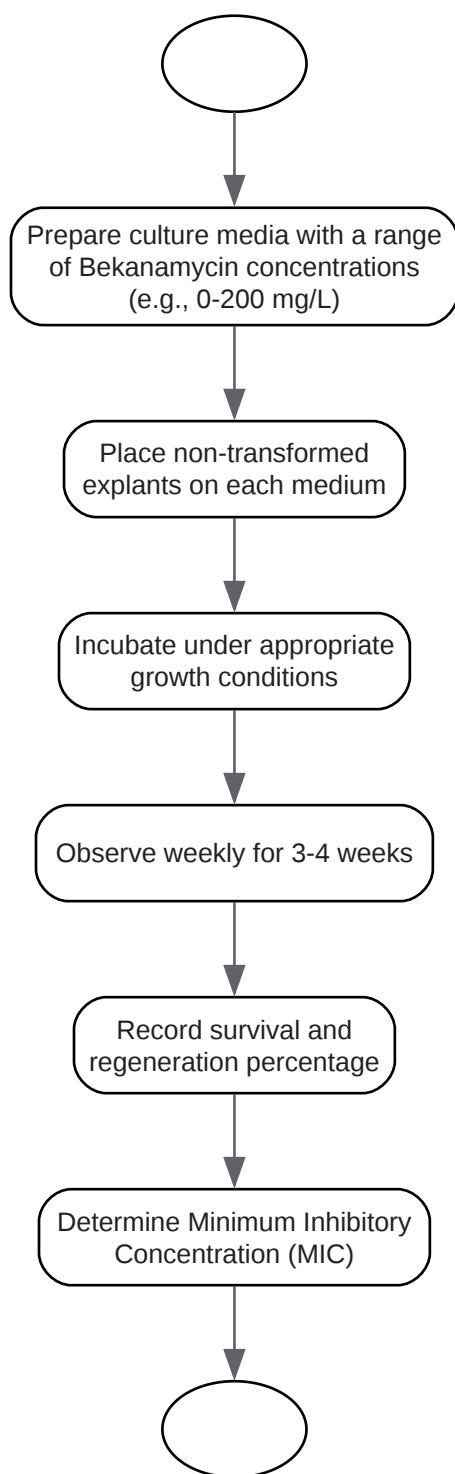 Prepare culture media with a range
of Bekanamycin concentrations
(e.g., 0-200 mg/L)
Place non-transformed
explants on each medium
Incubate under appropriate
growth conditions
Observe weekly for 3-4 weeks
Record survival and
regeneration percentage
Determine Minimum Inhibitory
Concentration (MIC)